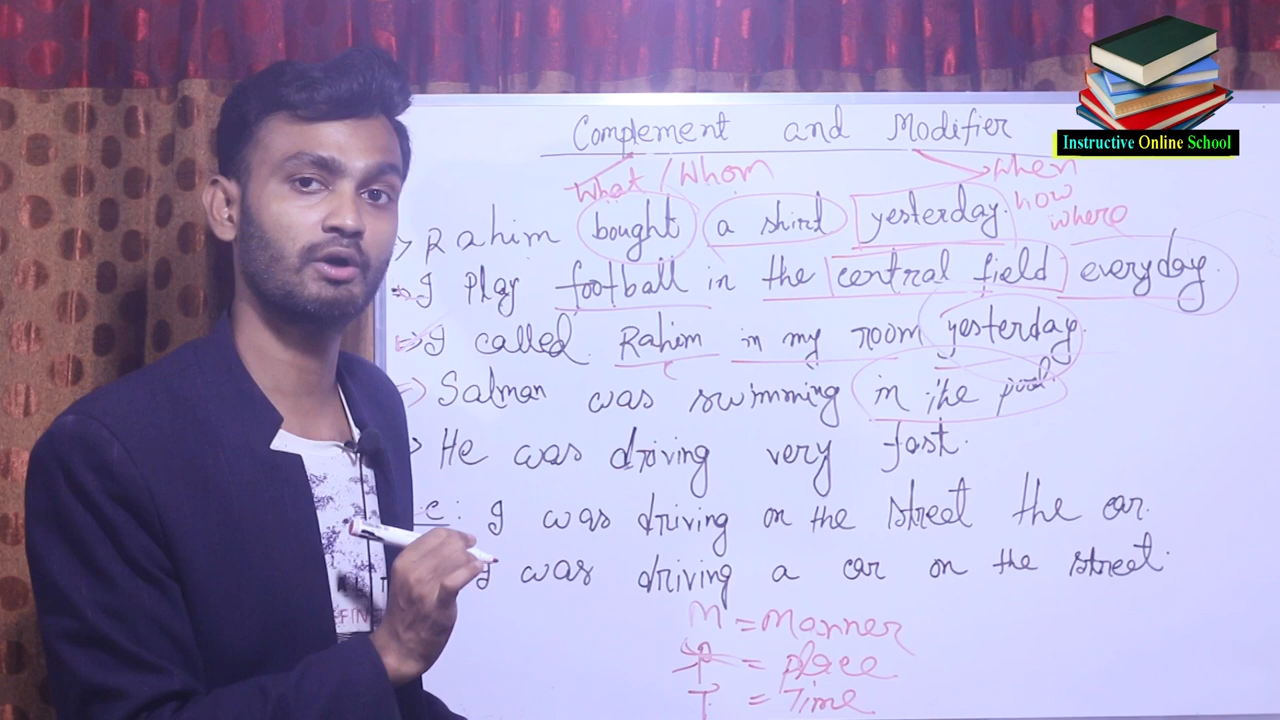 Instructive Online School
Complement and Modifier
What / Whom
when
how
where
Rahim bought a shirt yesterday.
I play football in the central field everyday.
I called Rahim in my room yesterday.
Salman was swimming in the pool.
He was driving very fast.
c: I was driving on the street the car.
I was driving a car on the street.
M = Manner
P = place
T = Time